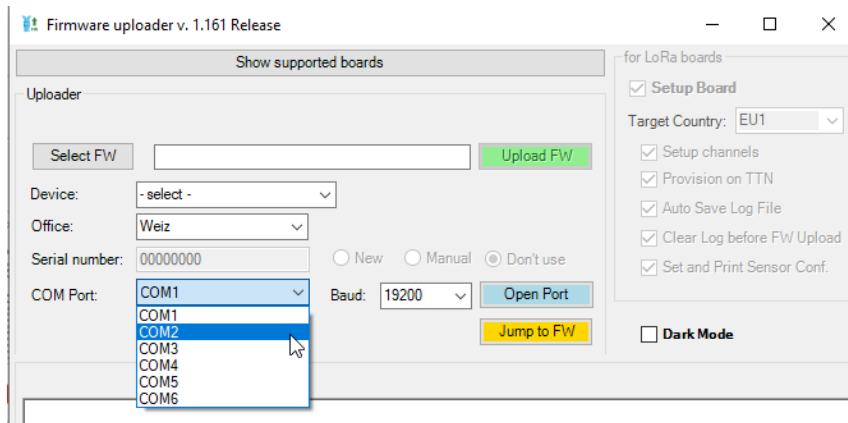 Firmware uploader v. 1.161 Release
Show supported boards
Uploader
Select FW
Upload FW
Device: - select -
Office: Weiz
Serial number: 00000000 New Manual Don't use
COM Port: COM1 Baud: 19200 Open Port
COM1
COM2
COM3
COM4
COM5
COM6
Jump to FW
for LoRa boards
Setup Board
Target Country: EU1
Setup channels
Provision on TTN
Auto Save Log File
Clear Log before FW Upload
Set and Print Sensor Conf.
Dark Mode